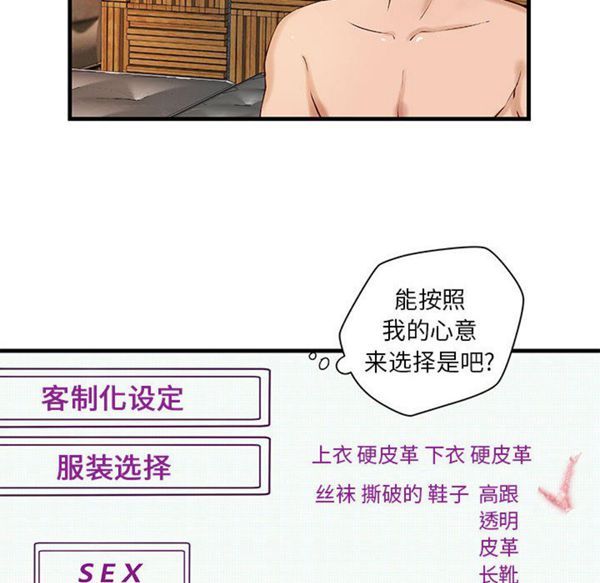 能按照
我的心意
来选择是吧?
客制化设定
服装选择
上衣 硬皮革 下衣 硬皮革
丝袜 撕破的 鞋子 高跟
透明
皮革
长靴
SEX